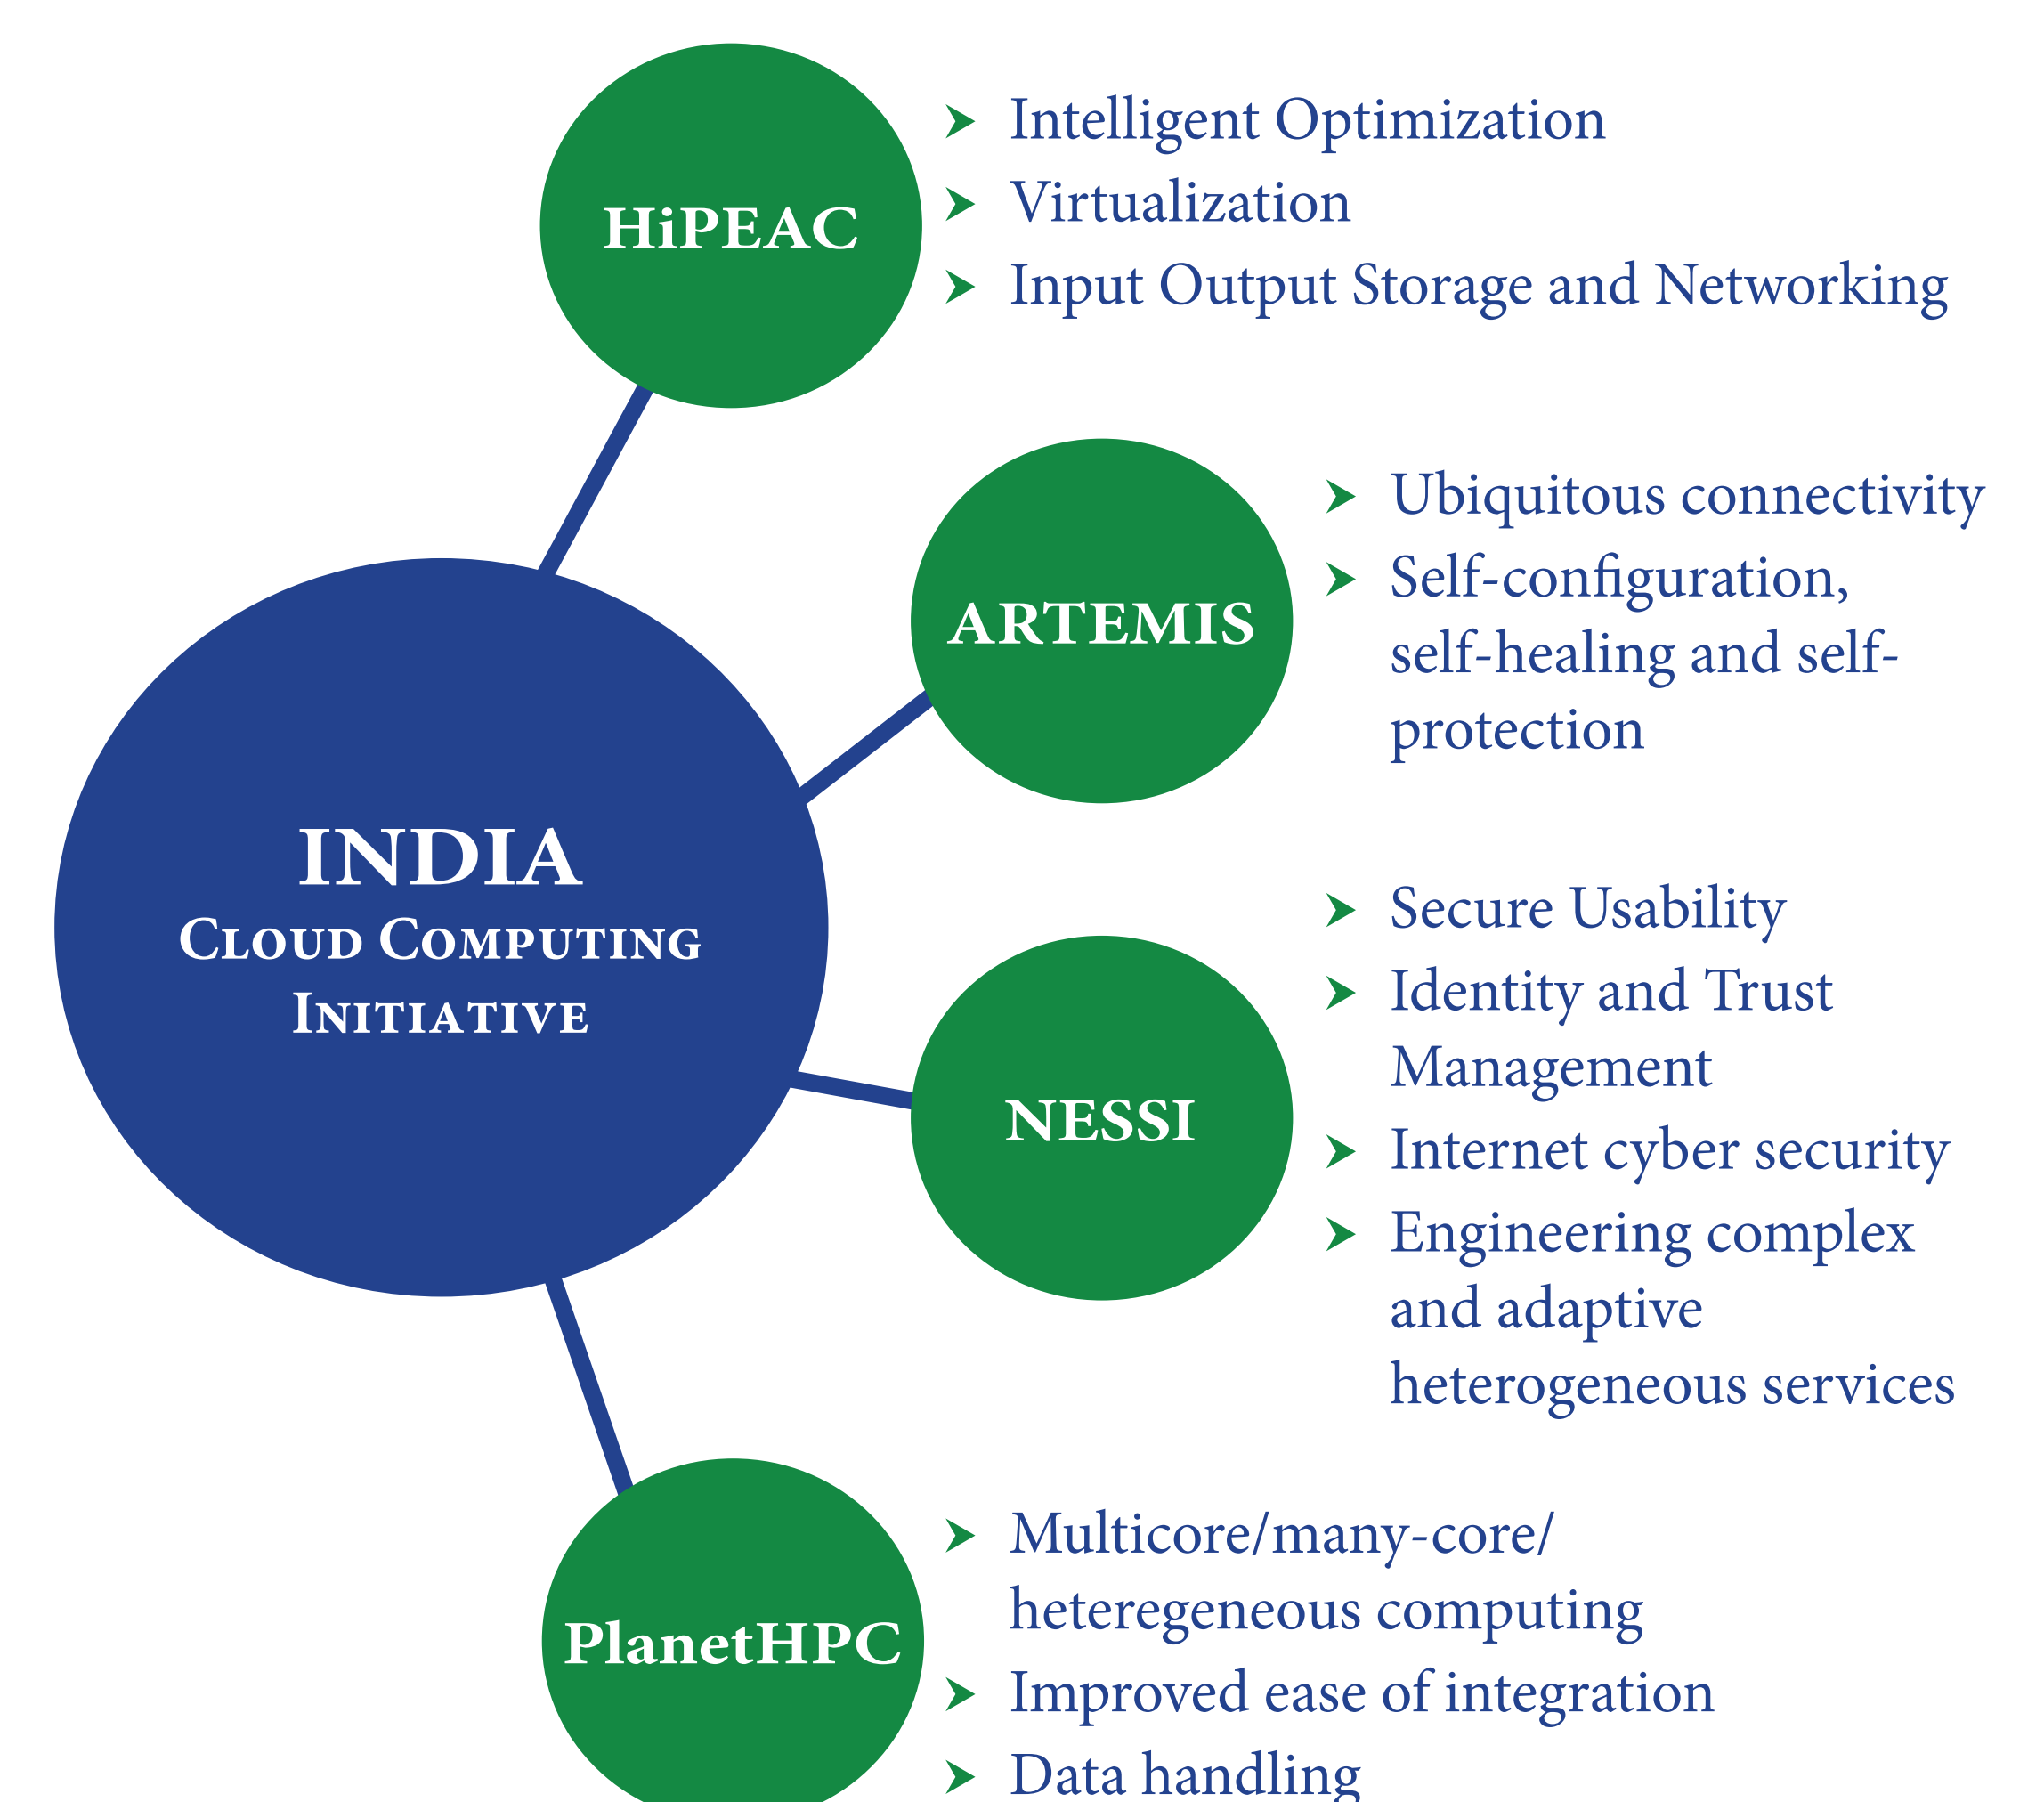 HiPEAC
Intelligent Optimization
Virtualization
Input Output Storage and Networking
ARTEMIS
Ubiquitous connectivity
Self-configuration,
self-healing and self-
protection
INDIA
Cloud Computing
Initiative
NESSI
Secure Usability
Identity and Trust
Management
Internet cyber security
Engineering complex
and adaptive
heterogeneous services
PlanetHPC
Multicore/many-core/
heteregeneous computing
Improved ease of integration
Data handling